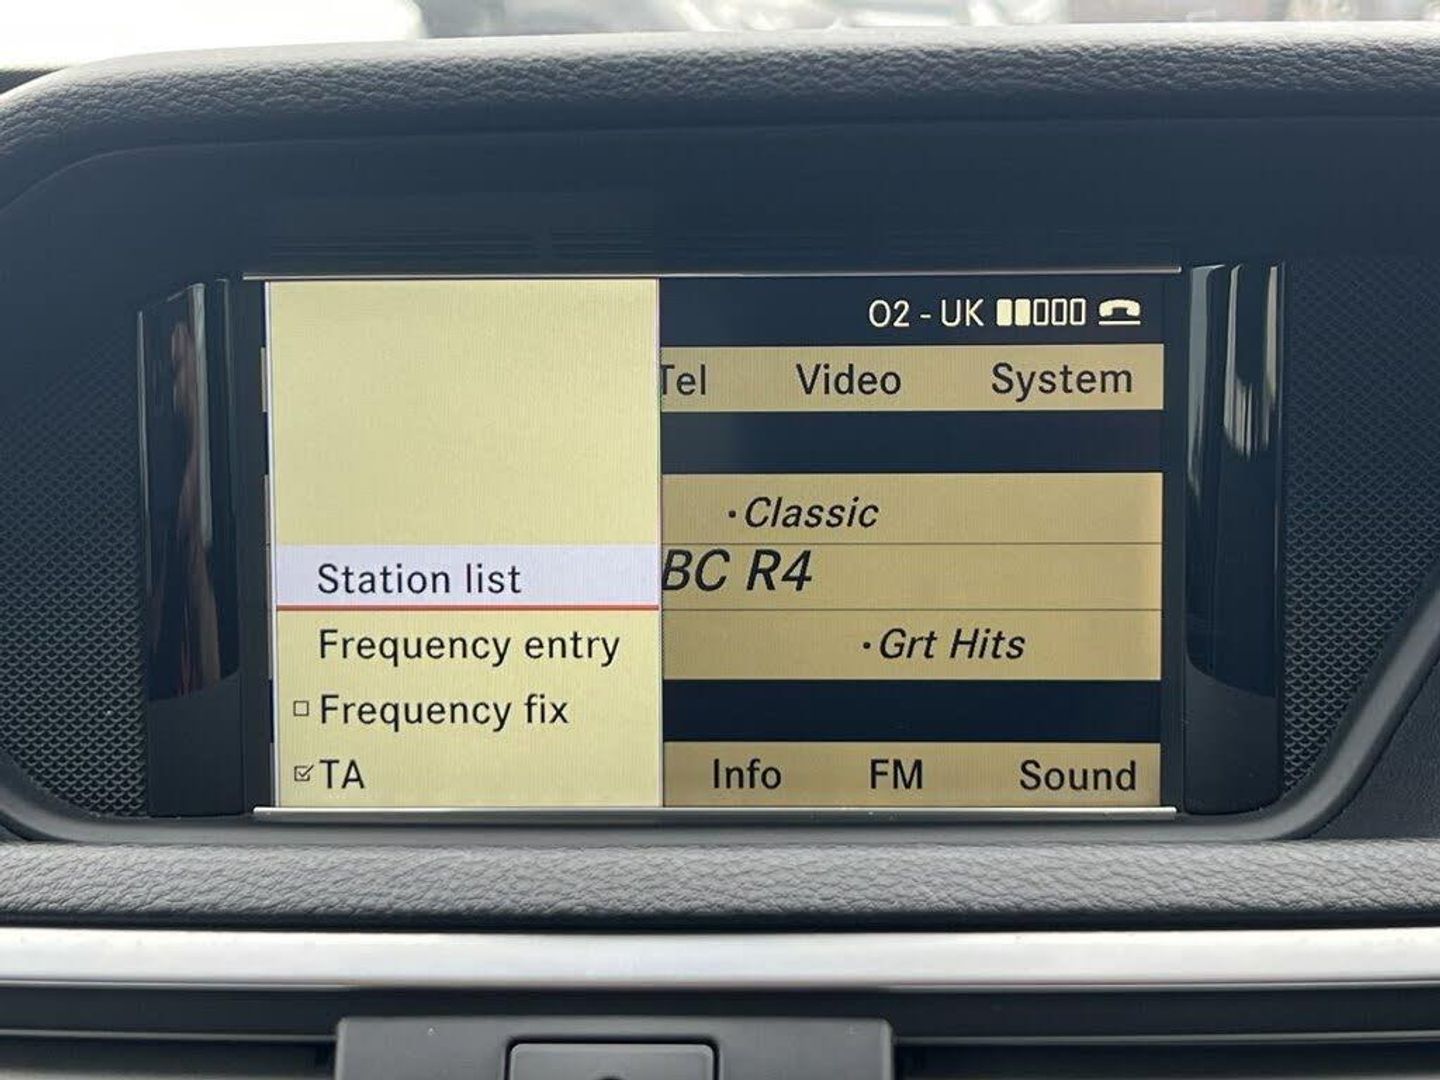 O2 - UK
Tel Video System
•Classic
BC R4
Station list
Frequency entry
•Grt Hits
Frequency fix
TA
Info FM Sound